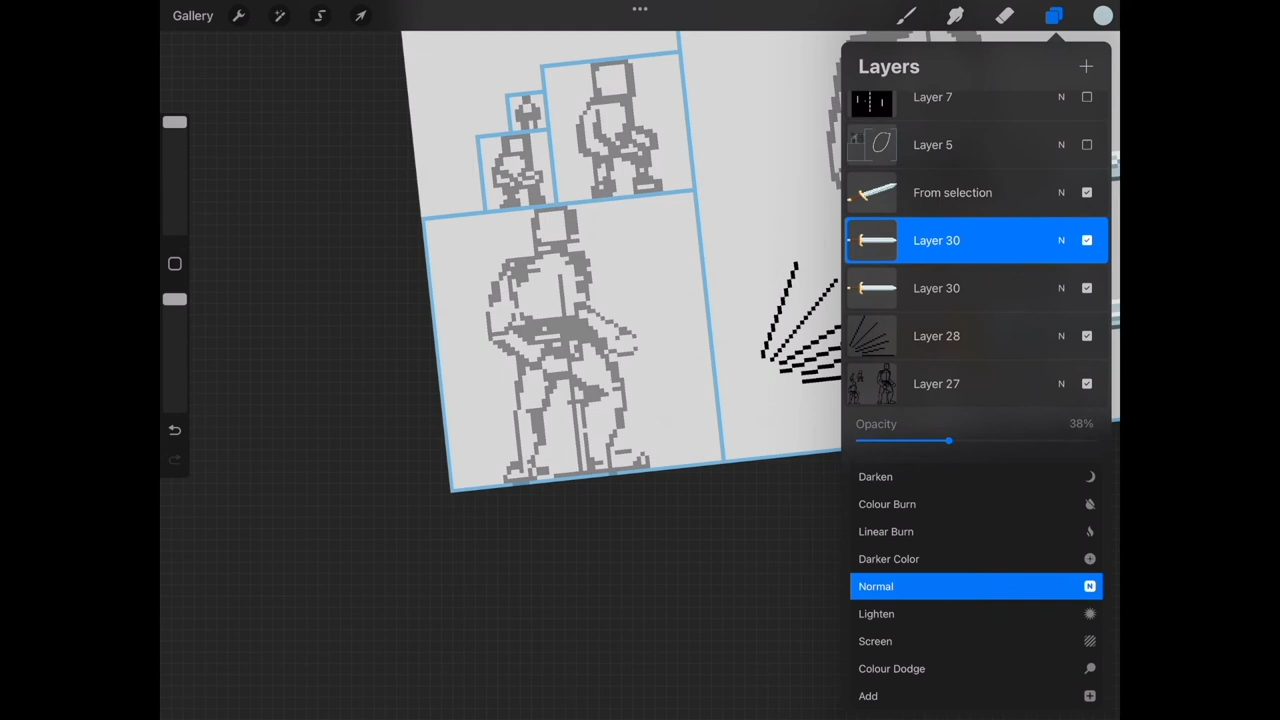 Gallery
Layers
Layer 7 N
Layer 5 N
From selection N
Layer 30 N
Layer 30 N
Layer 28 N
Layer 27 N
Opacity 38%
Darken
Colour Burn
Linear Burn
Darker Color
Normal N
Lighten
Screen
Colour Dodge
Add